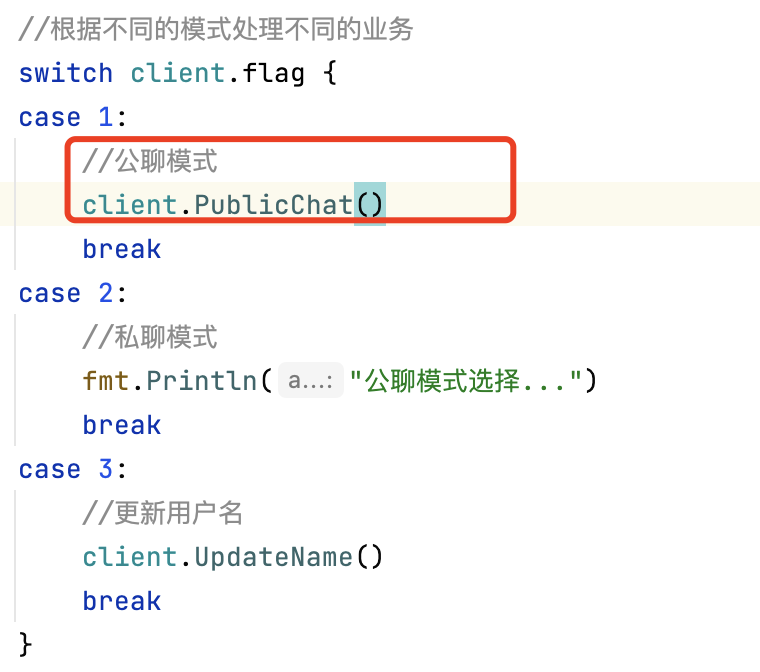 //根据不同的模式处理不同的业务
switch client.flag {
case 1:
//公聊模式
client.PublicChat()
break
case 2:
//私聊模式
fmt.Println( a...: "公聊模式选择...")
break
case 3:
//更新用户名
client.UpdateName()
break
}